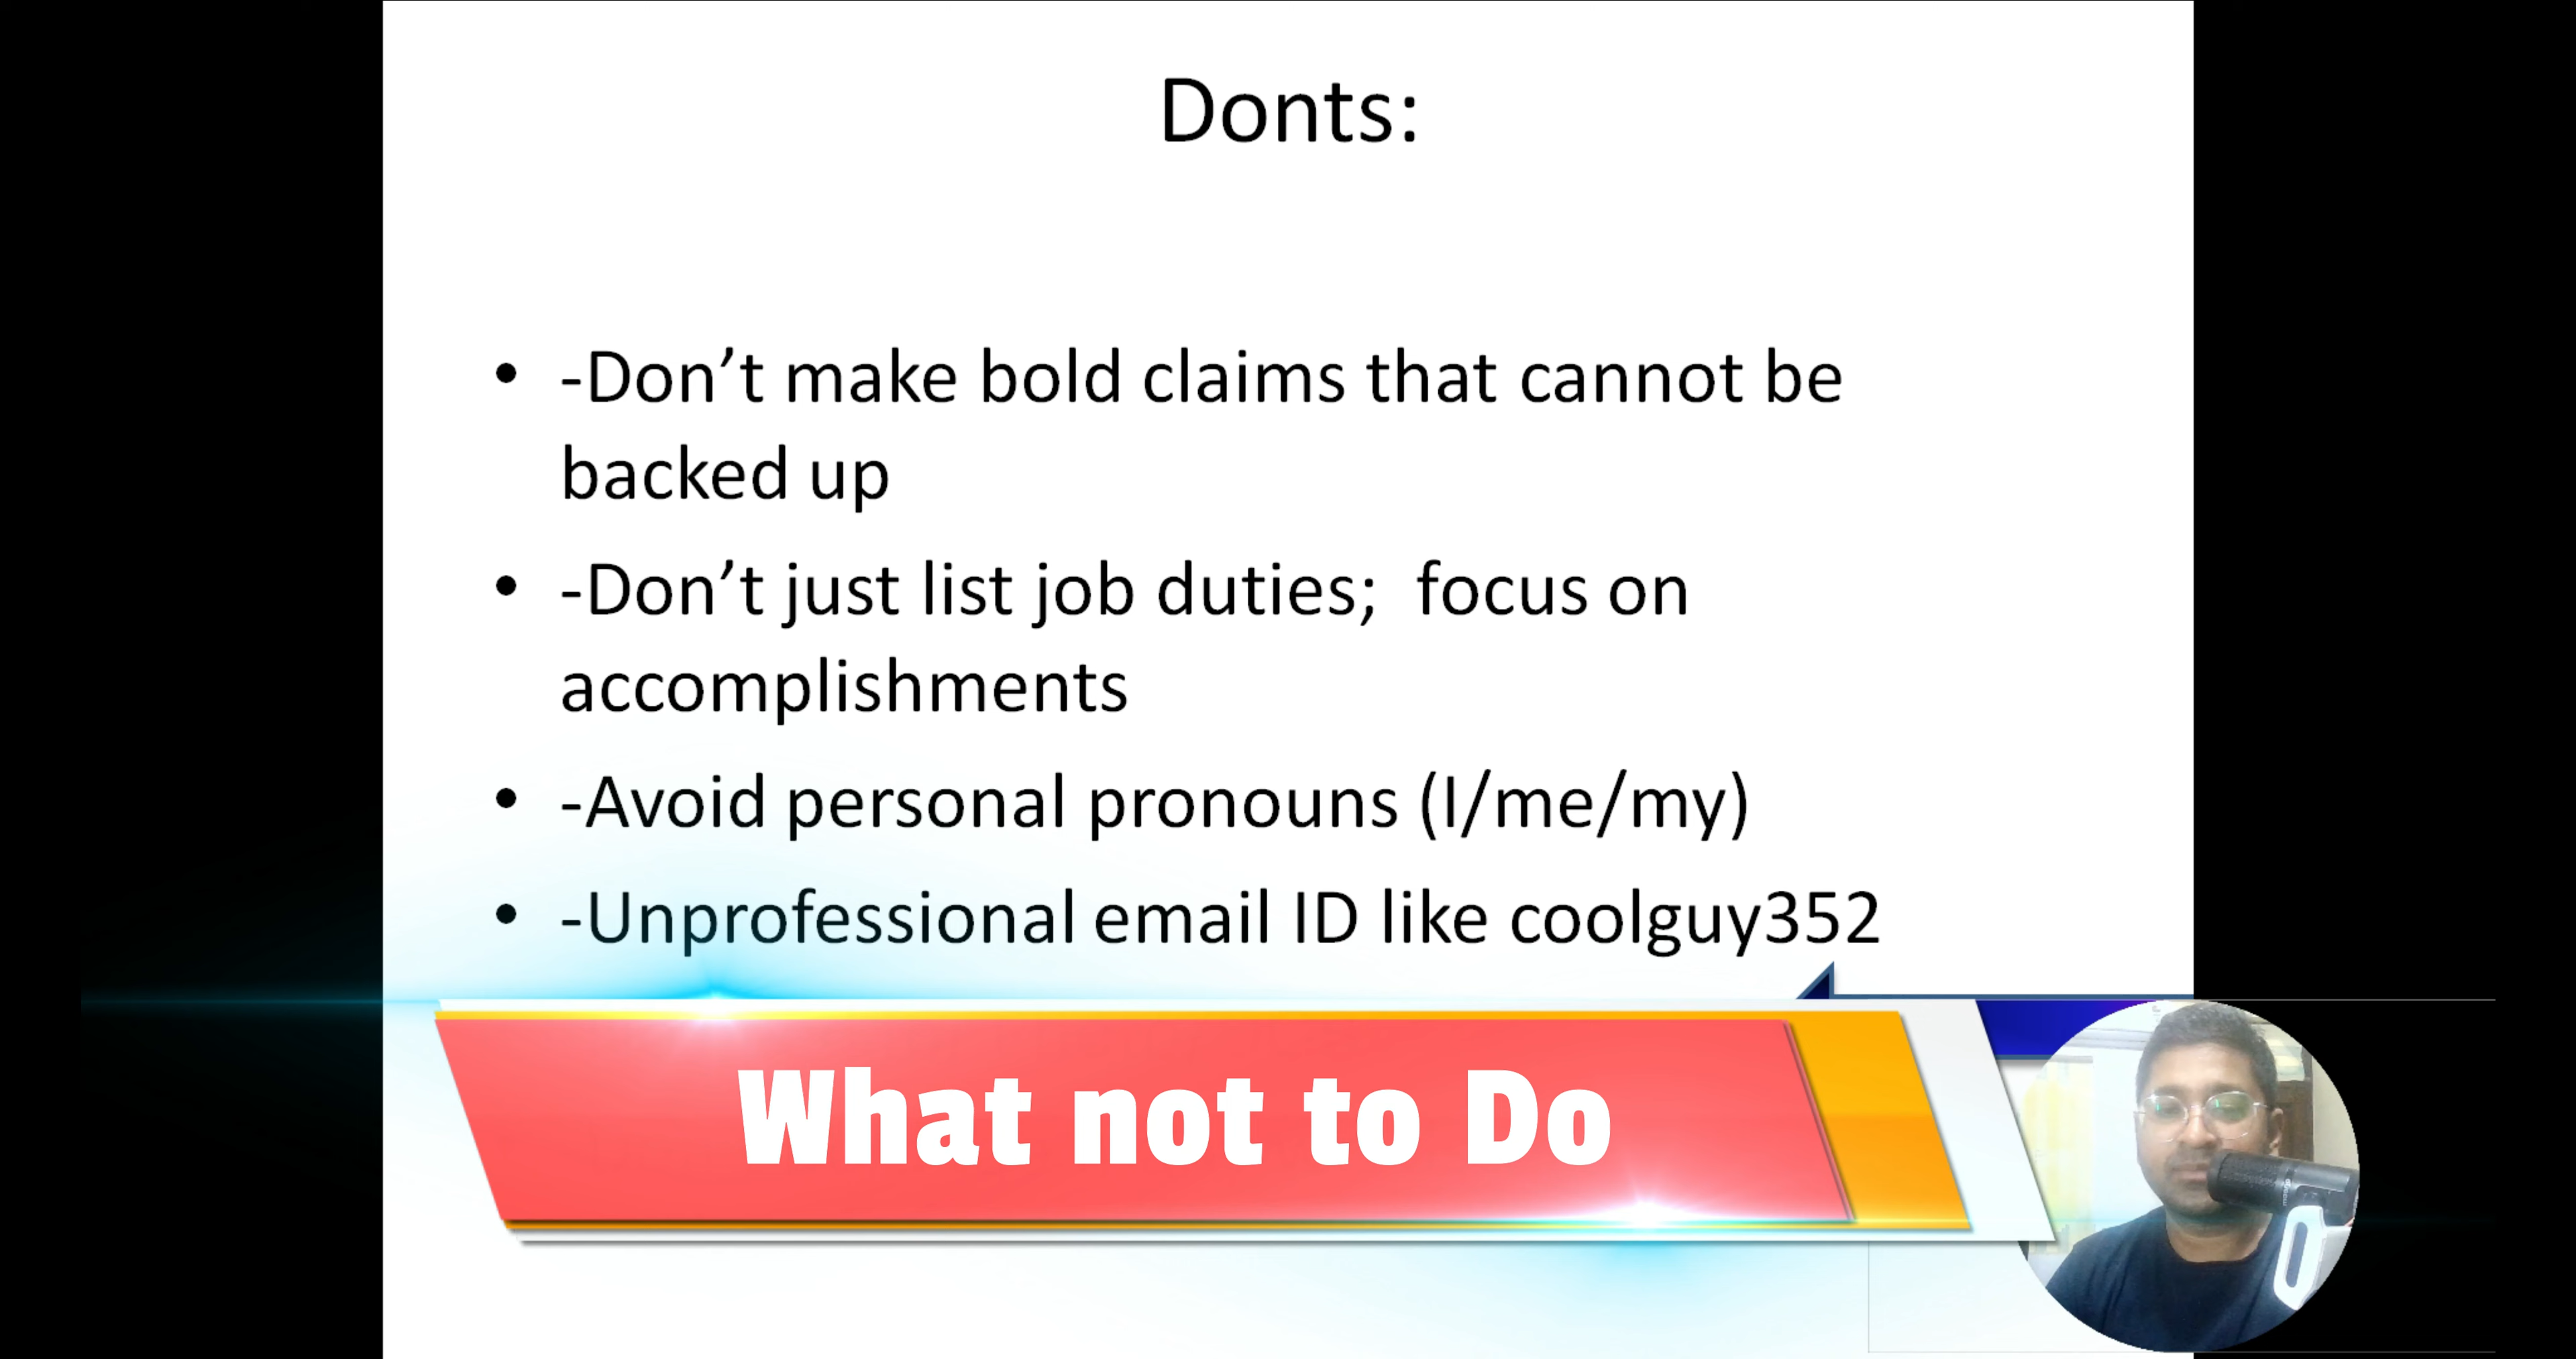 Donts:
• -Don’t make bold claims that cannot be
backed up
• -Don’t just list job duties;  focus on
accomplishments
• -Avoid personal pronouns (I/me/my)
• -Unprofessional email ID like coolguy352
What not to Do